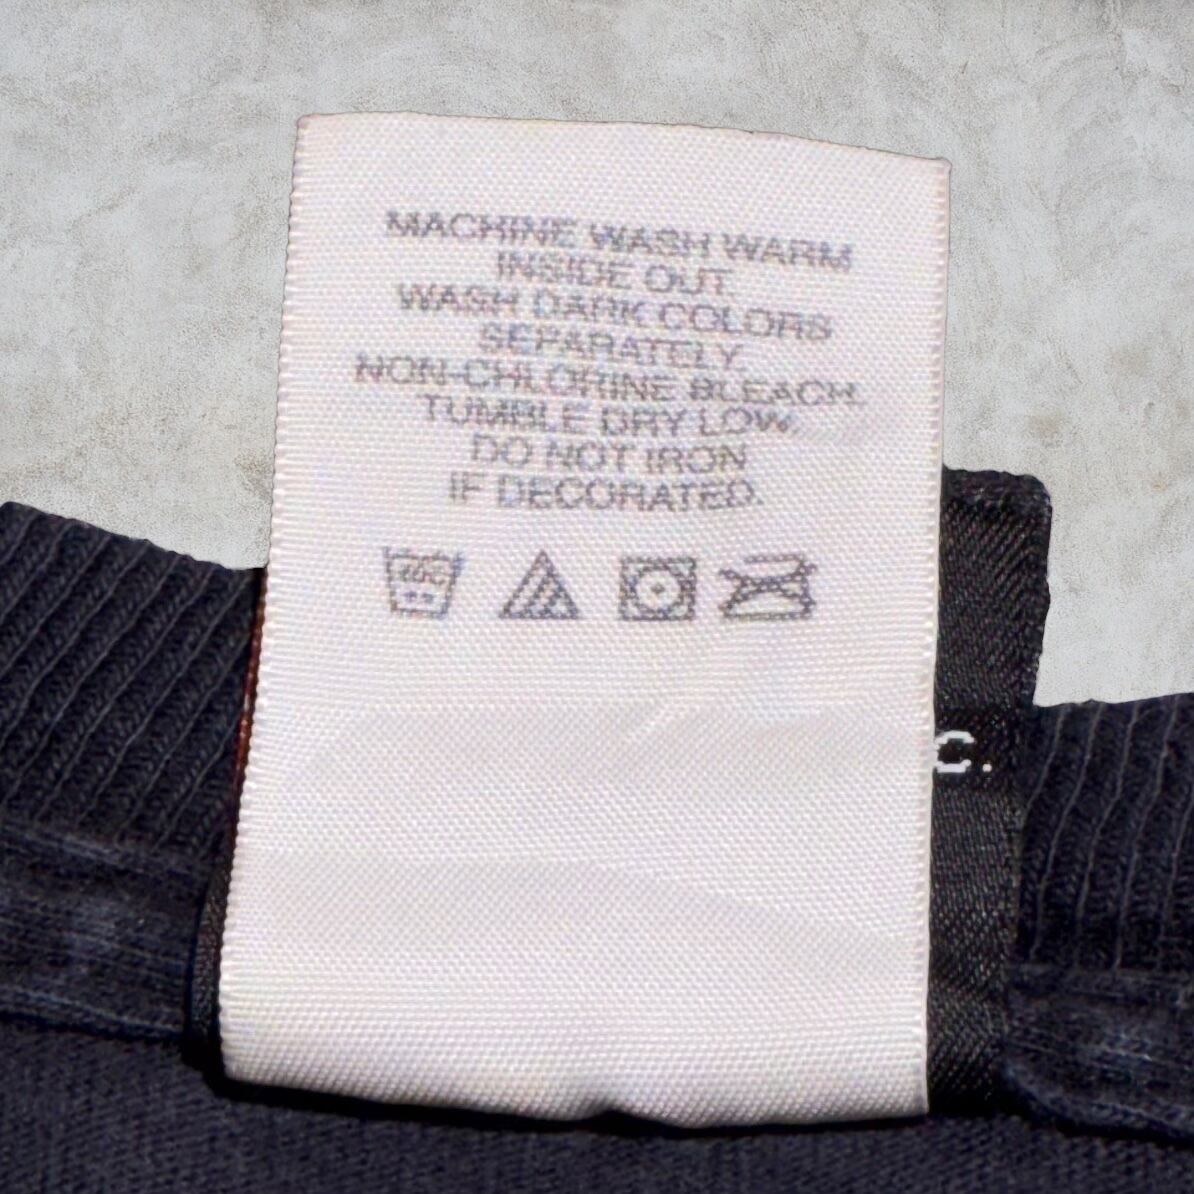 MACHINE WASH WARM
INSIDE OUT.
WASH DARK COLORS
SEPARATELY.
NON-CHLORINE BLEACH.
TUMBLE DRY LOW.
DO NOT IRON
IF DECORATED.
40C
C.